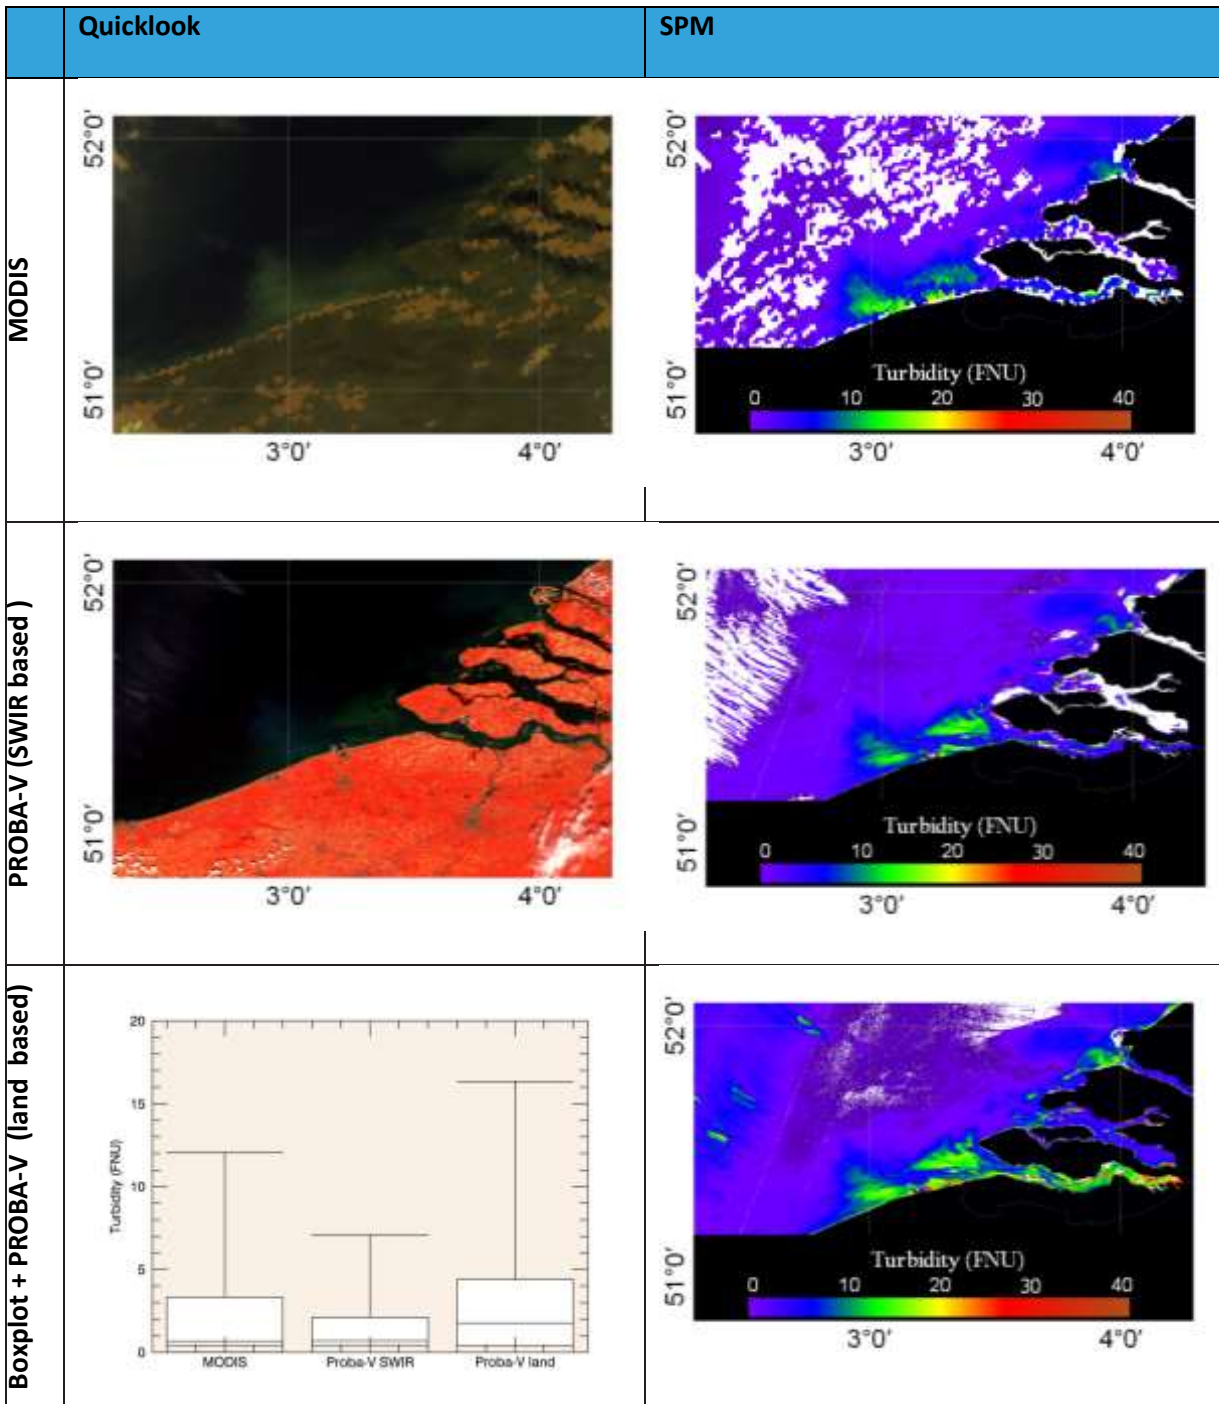 Quicklook
SPM
MODIS
52°0′
51°0′
3°0′
4°0′
52°0′
51°0′
Turbidity (FNU)
0 10 20 30 40
3°0′
4°0′
PROBA-V (SWIR based )
52°0′
51°0′
3°0′
4°0′
52°0′
51°0′
Turbidity (FNU)
0 10 20 30 40
3°0′
4°0′
Boxplot + PROBA-V (land based)
20
15
10
5
0
Turbidity (FNU)
MODIS
Proba-V SWIR
Proba-V land
52°0′
51°0′
Turbidity (FNU)
0 10 20 30 40
3°0′
4°0′